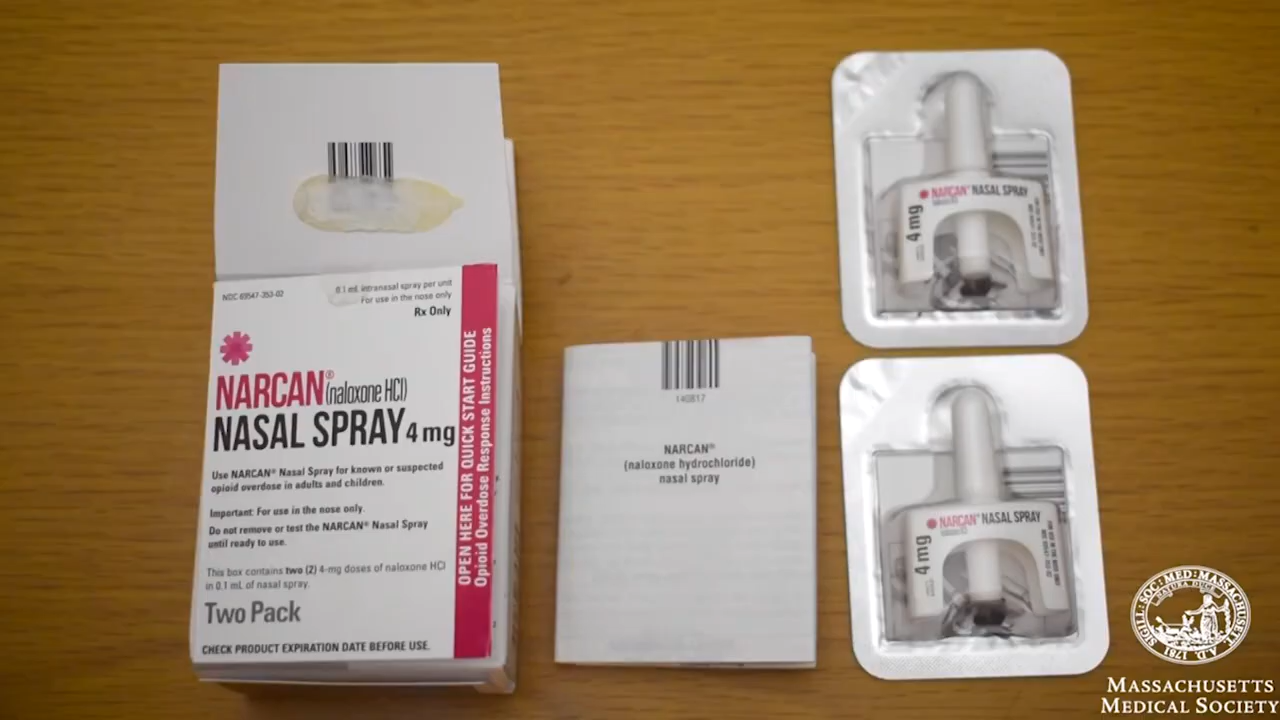 NDC 69547-353-02
0.1 mL intranasal spray per unit
For use in the nose only
Rx Only
NARCAN® (naloxone HCl)
NASAL SPRAY 4 mg
Use NARCAN® Nasal Spray for known or suspected
opioid overdose in adults and children.
Important: For use in the nose only.
Do not remove or test the NARCAN® Nasal Spray
until ready to use.
This box contains two (2) 4-mg doses of naloxone HCl
in 0.1 mL of nasal spray.
Two Pack
CHECK PRODUCT EXPIRATION DATE BEFORE USE.
OPEN HERE FOR QUICK START GUIDE
Opioid Overdose Response Instructions
NARCAN®
(naloxone hydrochloride)
nasal spray
NARCAN® NASAL SPRAY
4 mg
NARCAN® NASAL SPRAY
4 mg
SIGILL: SOC: MED: MASSACHUSETT
A.D. 1781
MASSACHUSETTS
MEDICAL SOCIETY